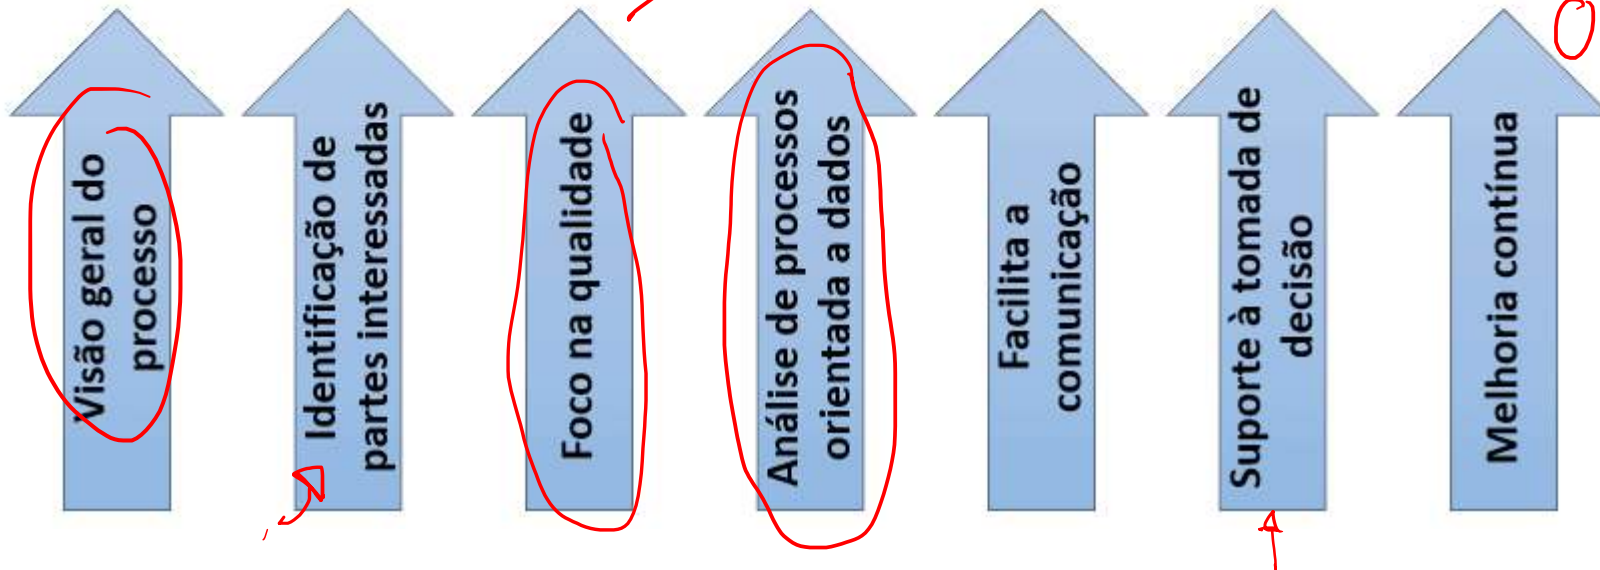 Visão geral do
processo
Identificação de
partes interessadas
Foco na qualidade
Análise de processos
orientada a dados
Facilita a
comunicação
Suporte à tomada de
decisão
Melhoria contínua